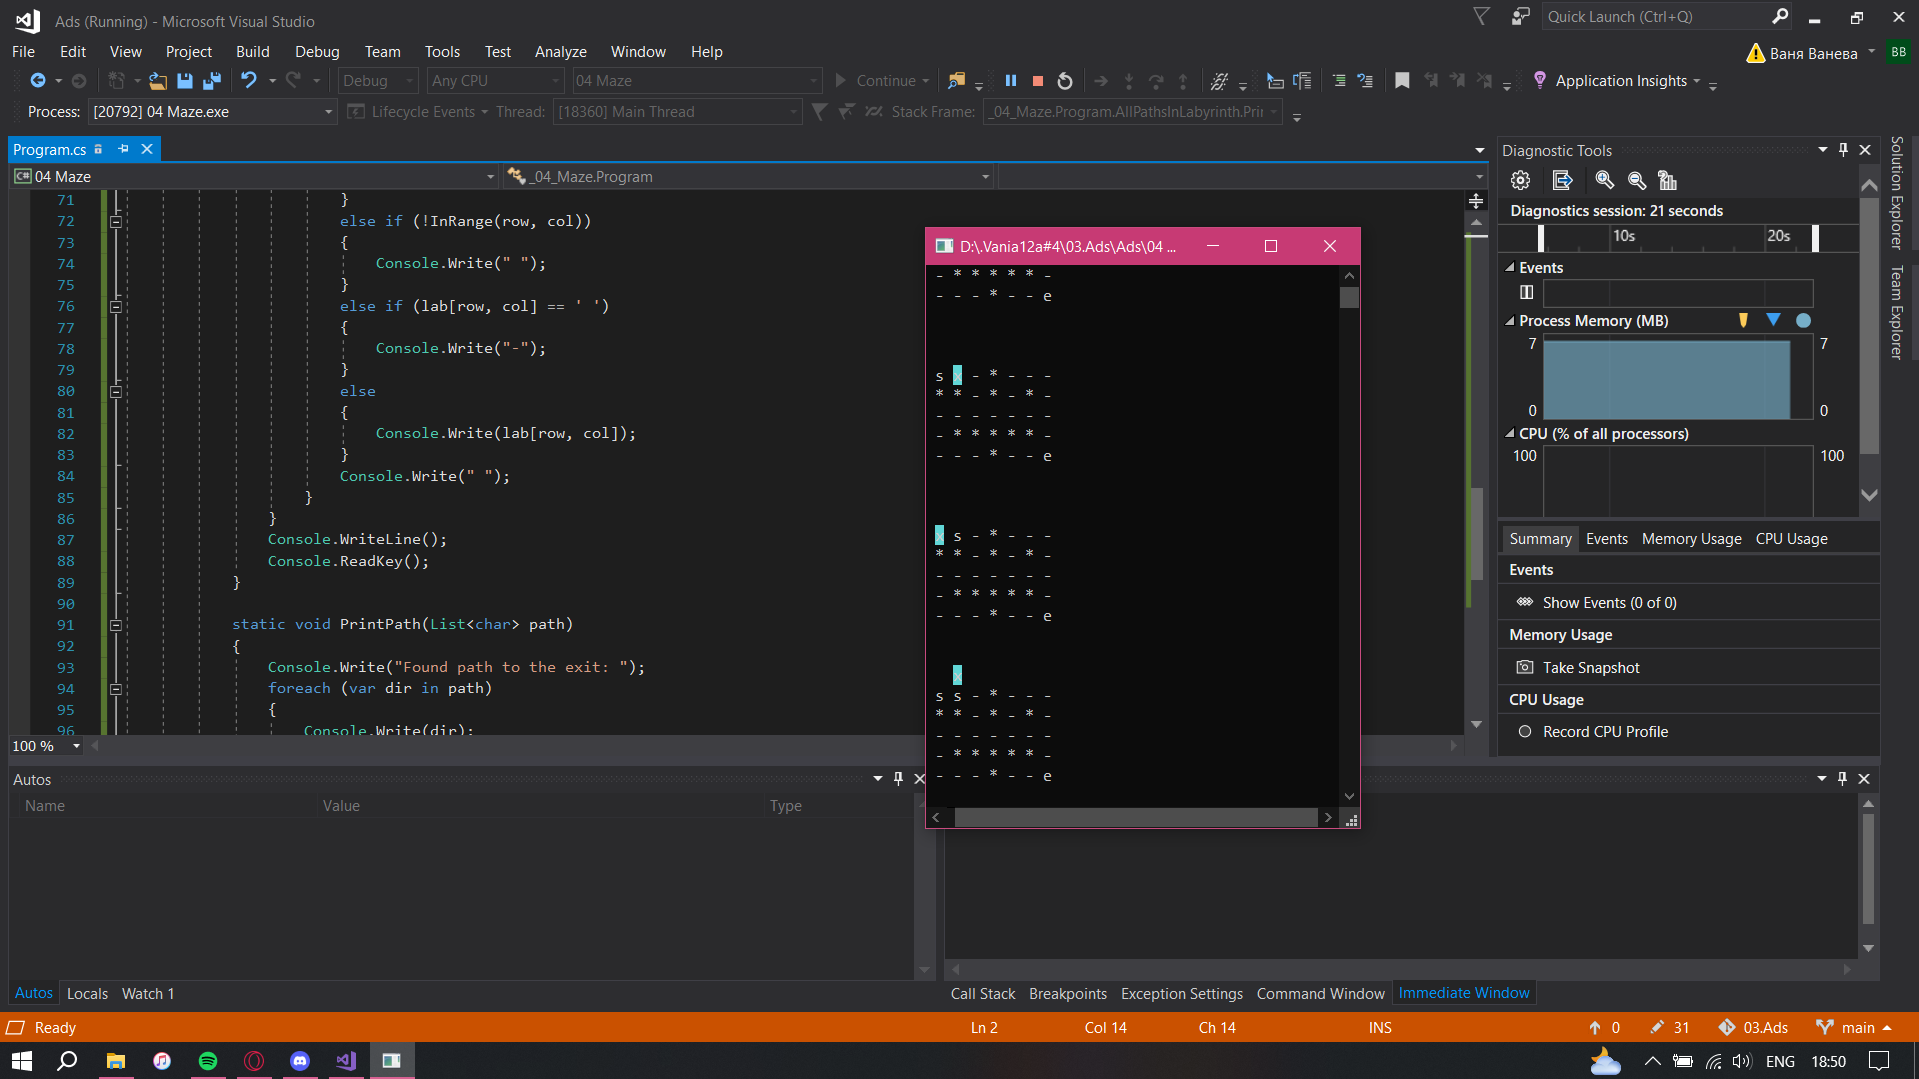 Ads (Running) - Microsoft Visual Studio
Quick Launch (Ctrl+Q)
File Edit View Project Build Debug Team Tools Test Analyze Window Help
Ваня Ванева
BB
Debug Any CPU 04 Maze Continue Application Insights
Process: [20792] 04 Maze.exe Lifecycle Events Thread: [18360] Main Thread Stack Frame: _04_Maze.Program.AllPathsInLabyrinth.Pri
Program.cs
C# 04 Maze
_04_Maze.Program
71 }
72 else if (!InRange(row, col))
73 {
74 Console.Write(" ");
75 }
76 else if (lab[row, col] == ' ')
77 {
78 Console.Write("-");
79 }
80 else
81 {
82 Console.Write(lab[row, col]);
83 }
84 Console.Write(" ");
85 }
86 }
87 Console.WriteLine();
88 Console.ReadKey();
89 }
90
91 static void PrintPath(List<char> path)
92 {
93 Console.Write("Found path to the exit: ");
94 foreach (var dir in path)
95 {
96 Console.Write(dir);
100 %
D:\.Vania12a#4\03.Ads\Ads\04 ...
- * * * * * -
- - - * - - e
s x - * - - -
* * - * - * -
- - - - - - -
- * * * * * -
- - - * - - e
x s - * - - -
* * - * - * -
- - - - - - -
- * * * * * -
- - - * - - e
x
s s - * - - -
* * - * - * -
- - - - - - -
- * * * * * -
- - - * - - e
Diagnostic Tools
Diagnostics session: 21 seconds
10s 20s
Events
Process Memory (MB)
7 7
0 0
CPU (% of all processors)
100 100
Summary Events Memory Usage CPU Usage
Events
Show Events (0 of 0)
Memory Usage
Take Snapshot
CPU Usage
Record CPU Profile
Solution Explorer
Team Explorer
Autos
Name Value Type
Autos Locals Watch 1
Call Stack Breakpoints Exception Settings Command Window Immediate Window
Ready Ln 2 Col 14 Ch 14 INS 0 31 03.Ads main
ENG 18:50